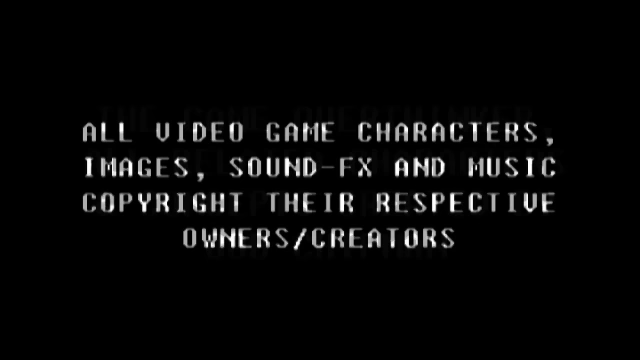 ALL VIDEO GAME CHARACTERS,
IMAGES, SOUND-FX AND MUSIC
COPYRIGHT THEIR RESPECTIVE
OWNERS/CREATORS